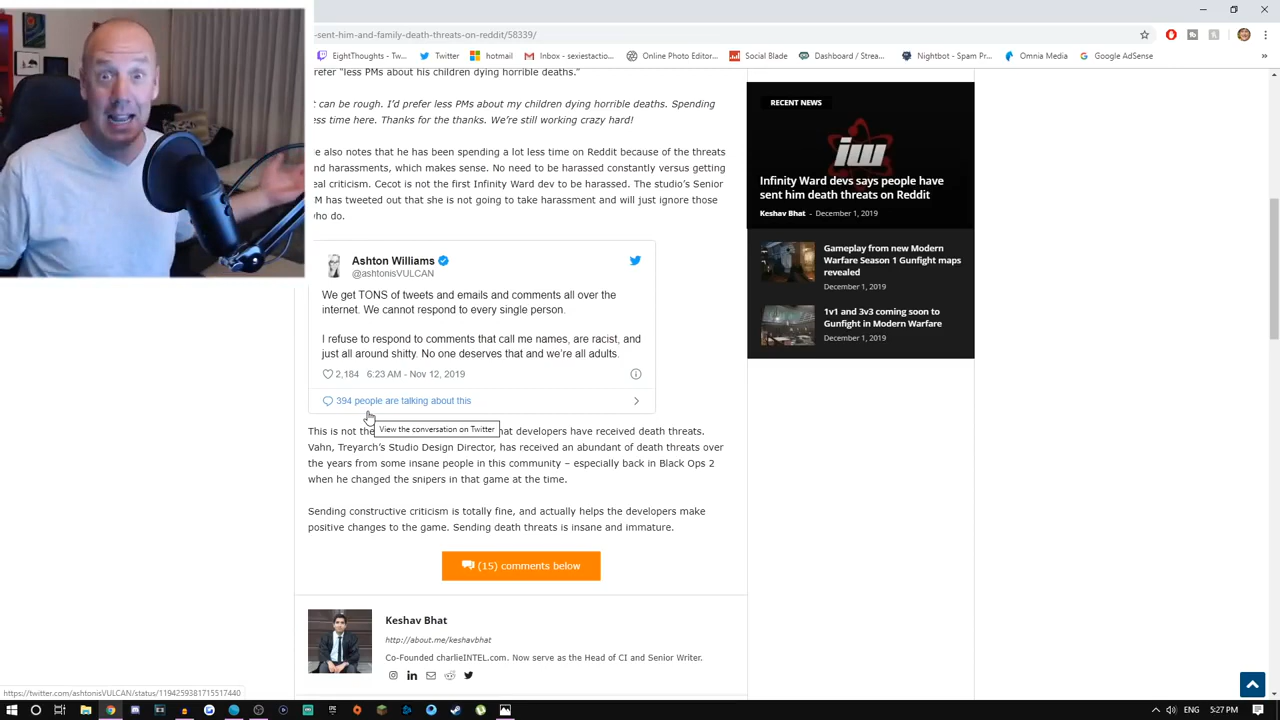 -sent-him-and-family-death-threats-on-reddit/58339/
EightThoughts - Tw...
Twitter
hotmail
Inbox - sexiestactio...
Online Photo Editor...
Social Blade
Dashboard / Strea...
Nightbot - Spam Pr...
Omnia Media
Google AdSense
»
refer “less PMs about his children dying horrible deaths.”
t can be rough. I’d prefer less PMs about my children dying horrible deaths. Spending
ess time here. Thanks for the thanks. We’re still working crazy hard!
e also notes that he has been spending a lot less time on Reddit because of the threats
nd harassments, which makes sense. No need to be harassed constantly versus getting
eal criticism. Cecot is not the first Infinity Ward dev to be harassed. The studio’s Senior
M has tweeted out that she is not going to take harassment and will just ignore those
ho do.
Ashton Williams
@ashtonisVULCAN
We get TONS of tweets and emails and comments all over the
internet. We cannot respond to every single person.
I refuse to respond to comments that call me names, are racist, and
just all around shitty. No one deserves that and we’re all adults.
2,184 6:23 AM - Nov 12, 2019
394 people are talking about this
View the conversation on Twitter
This is not the hat developers have received death threats.
Vahn, Treyarch’s Studio Design Director, has received an abundant of death threats over
the years from some insane people in this community – especially back in Black Ops 2
when he changed the snipers in that game at the time.
Sending constructive criticism is totally fine, and actually helps the developers make
positive changes to the game. Sending death threats is insane and immature.
(15) comments below
Keshav Bhat
http://about.me/keshavbhat
Co-Founded charlieINTEL.com. Now serve as the Head of CI and Senior Writer.
RECENT NEWS
iw
Infinity Ward devs says people have
sent him death threats on Reddit
Keshav Bhat - December 1, 2019
Gameplay from new Modern
Warfare Season 1 Gunfight maps
revealed
December 1, 2019
1v1 and 3v3 coming soon to
Gunfight in Modern Warfare
December 1, 2019
https://twitter.com/ashtonisVULCAN/status/1194259381715517440
ENG 5:27 PM